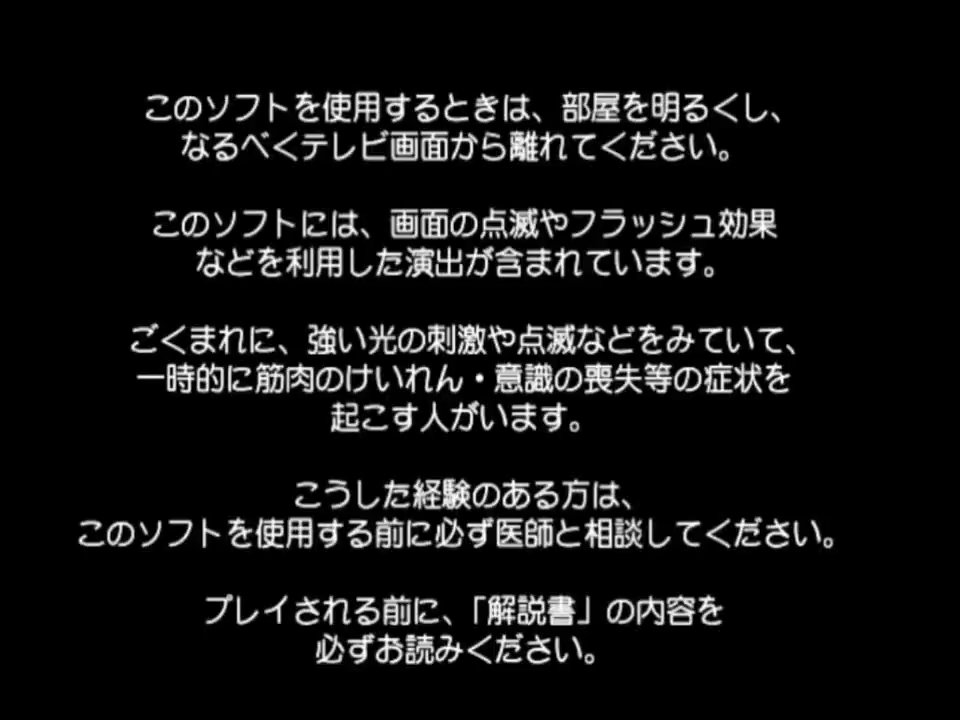 このソフトを使用するときは、部屋を明るくし、
なるべくテレビ画面から離れてください。
このソフトには、画面の点滅やフラッシュ効果
などを利用した演出が含まれています。
ごくまれに、強い光の刺激や点滅などをみていて、
一時的に筋肉のけいれん・意識の喪失等の症状を
起こす人がいます。
こうした経験のある方は、
このソフトを使用する前に必ず医師と相談してください。
プレイされる前に、「解説書」の内容を
必ずお読みください。